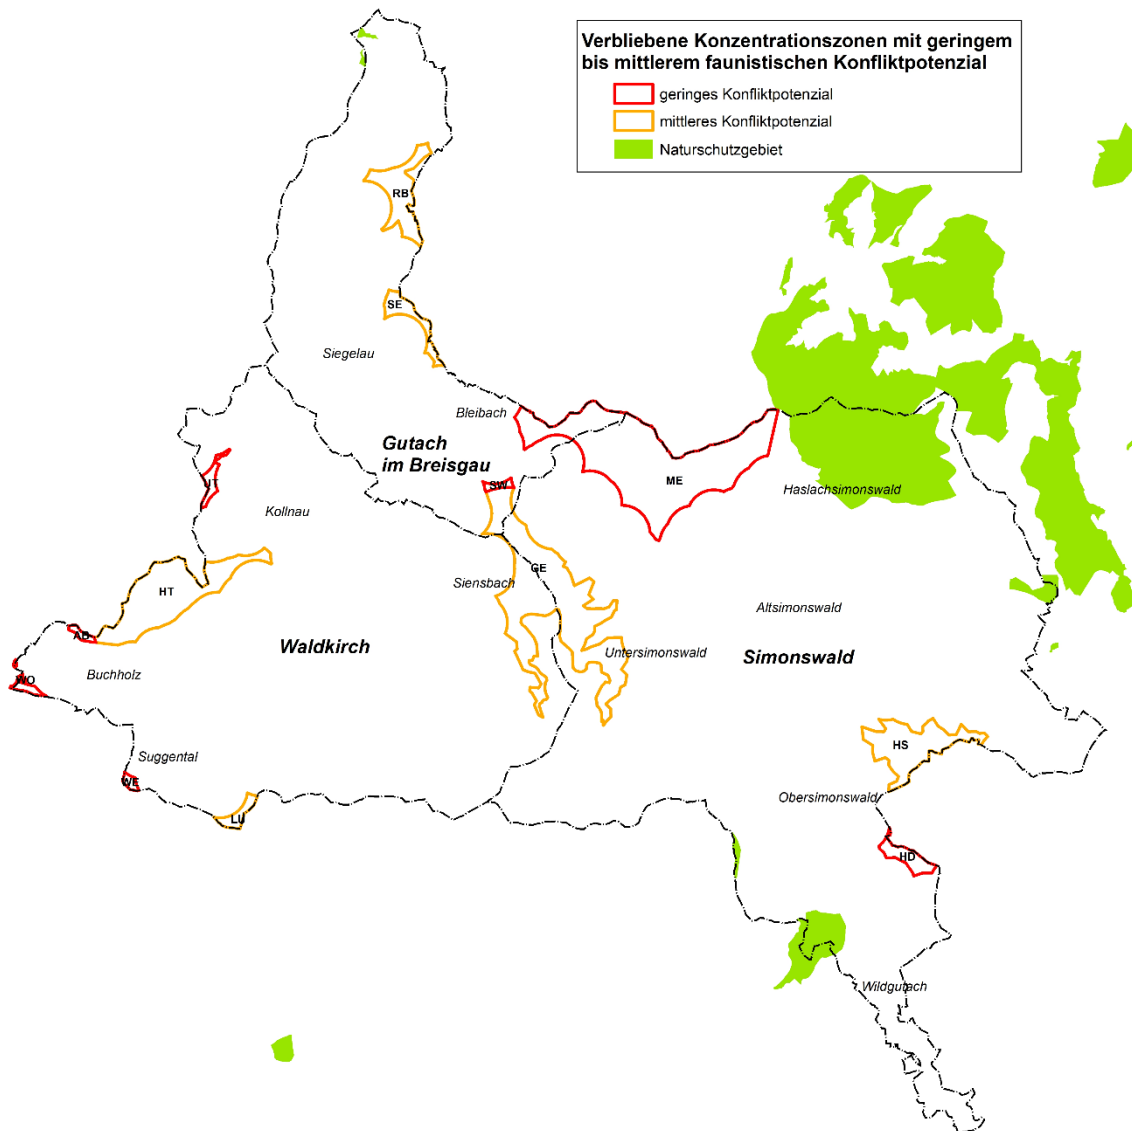 Verbliebene Konzentrationszonen mit geringem
bis mittlerem faunistischen Konfliktpotenzial
geringes Konfliktpotenzial
mittleres Konfliktpotenzial
Naturschutzgebiet
RB
SE
Siegelau
Bleibach
Gutach
im Breisgau
SW
ME
UT
Haslachsimonswald
Kollnau
GE
Siensbach
HT
Altsimonswald
AB
Waldkirch
Untersimonswald
Simonswald
Buchholz
WO
HS
Suggental
WE
Obersimonswald
LU
HD
Wildgutach